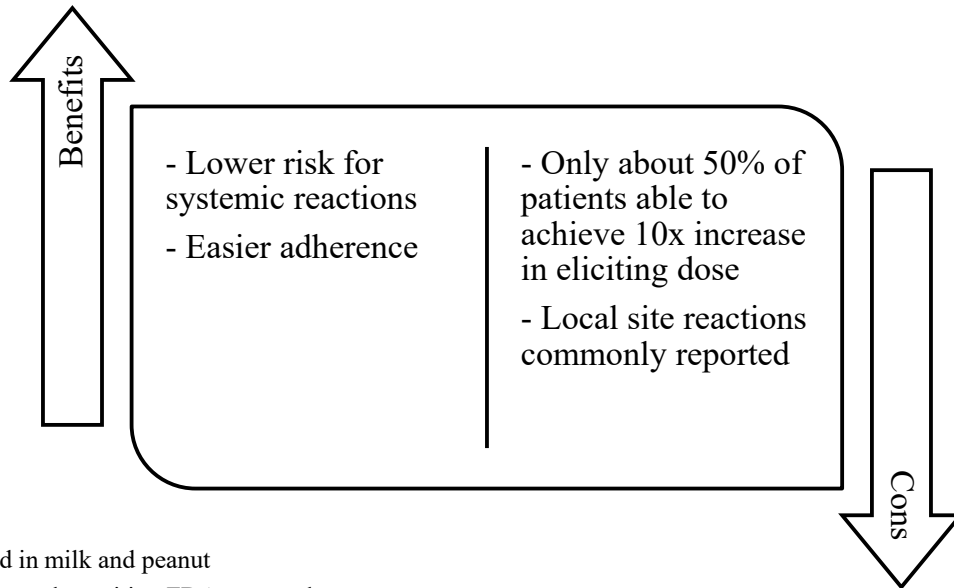 Benefits
- Lower risk for
systemic reactions
- Easier adherence
- Only about 50% of
patients able to
achieve 10x increase
in eliciting dose
- Local site reactions
commonly reported
Cons
d in milk and peanut